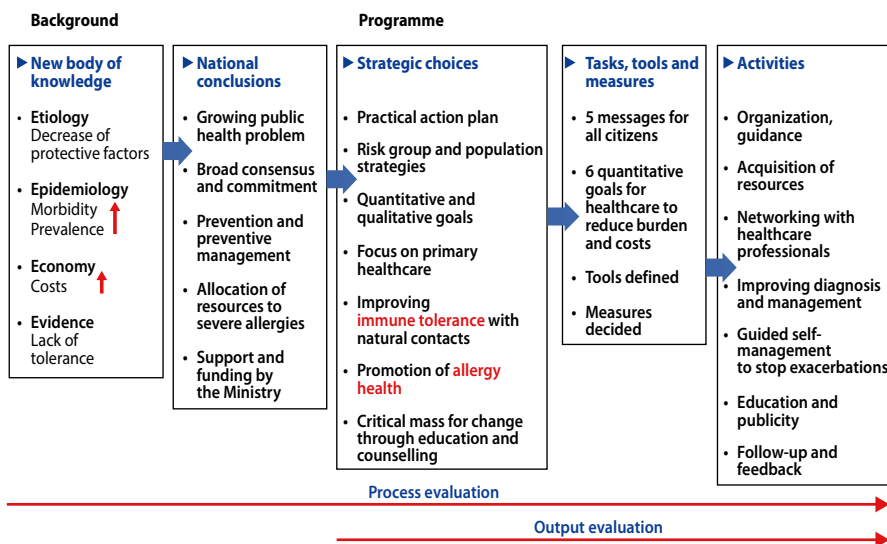 Background
Programme
▶ New body of
knowledge
• Etiology
Decrease of
protective factors
• Epidemiology
Morbidity
Prevalence
• Economy
Costs
• Evidence
Lack of
tolerance
▶ National
conclusions
• Growing public
health problem
• Broad consensus
and commitment
• Prevention and
preventive
management
• Allocation of
resources to
severe allergies
• Support and
funding by
the Ministry
▶ Strategic choices
• Practical action plan
• Risk group and population
strategies
• Quantitative and
qualitative goals
• Focus on primary
healthcare
• Improving
immune tolerance with
natural contacts
• Promotion of allergy
health
• Critical mass for change
through education and
counselling
▶ Tasks, tools and
measures
• 5 messages for
all citizens
• 6 quantitative
goals for
healthcare to
reduce burden
and costs
• Tools defined
• Measures
decided
▶ Activities
• Organization,
guidance
• Acquisition of
resources
• Networking with
healthcare
professionals
• Improving diagnosis
and management
• Guided self-
management
to stop exacerbations
• Education and
publicity
• Follow-up and
feedback
Process evaluation
Output evaluation